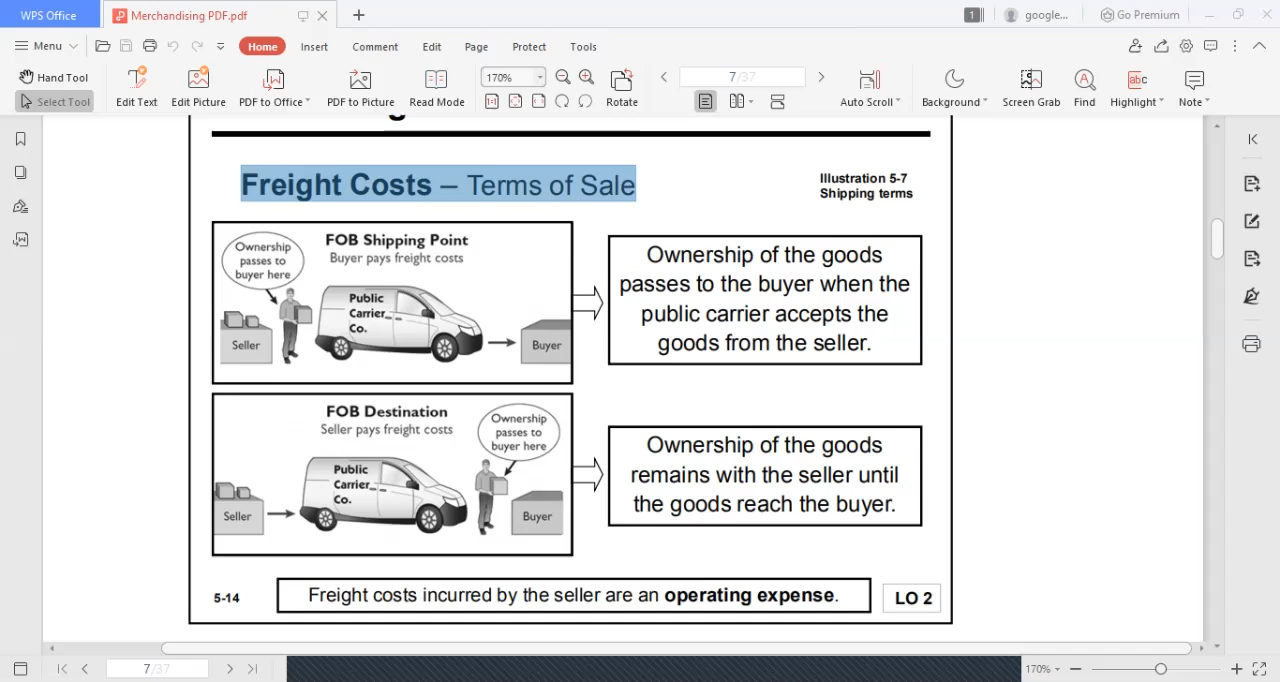 WPS Office
Merchandising PDF.pdf
1
google...
Go Premium
Menu
Home
Insert
Comment
Edit
Page
Protect
Tools
Hand Tool
Select Tool
Edit Text
Edit Picture
PDF to Office
PDF to Picture
Read Mode
170%
Rotate
7/37
Auto Scroll
Background
Screen Grab
Find
Highlight
Note
Freight Costs – Terms of Sale
Illustration 5-7
Shipping terms
Ownership
passes to
buyer here
FOB Shipping Point
Buyer pays freight costs
Public
Carrier
Co.
Seller
Buyer
Ownership of the goods
passes to the buyer when the
public carrier accepts the
goods from the seller.
FOB Destination
Seller pays freight costs
Ownership
passes to
buyer here
Public
Carrier
Co.
Seller
Buyer
Ownership of the goods
remains with the seller until
the goods reach the buyer.
5-14
Freight costs incurred by the seller are an operating expense.
LO 2
7/37
170%